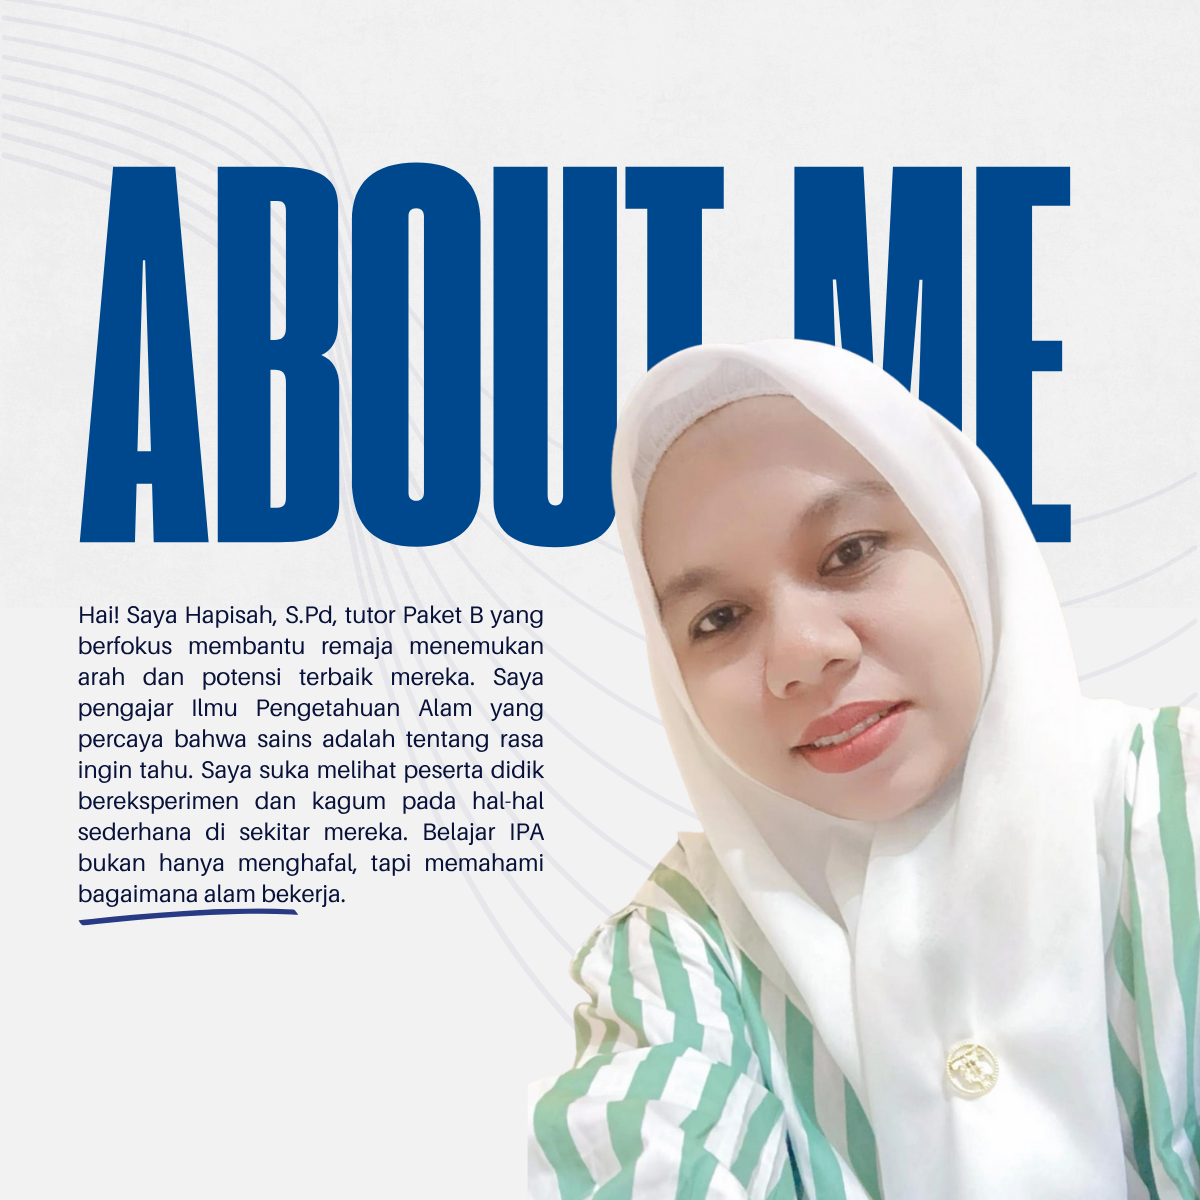 ABOUT ME
Hai! Saya Hapisah, S.Pd, tutor Paket B yang
berfokus membantu remaja menemukan
arah dan potensi terbaik mereka. Saya
pengajar Ilmu Pengetahuan Alam yang
percaya bahwa sains adalah tentang rasa
ingin tahu. Saya suka melihat peserta didik
bereksperimen dan kagum pada hal-hal
sederhana di sekitar mereka. Belajar IPA
bukan hanya menghafal, tapi memahami
bagaimana alam bekerja.